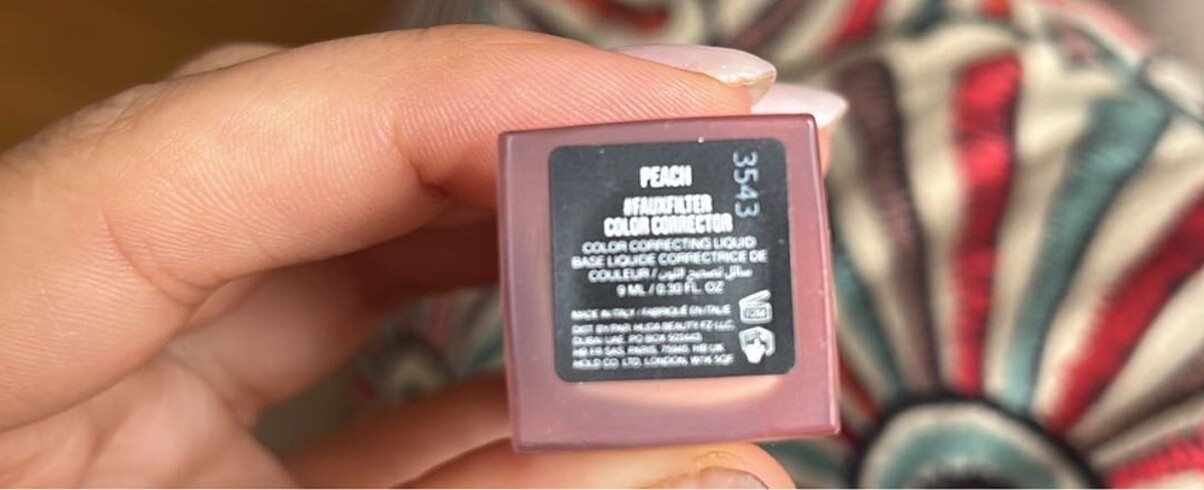 PEACH
3543
#FAUXFILTER
COLOR CORRECTOR
COLOR CORRECTING LIQUID
BASE LIQUIDE CORRECTRICE DE
COULEUR / سائل تصحيح اللون
9 ML / 0.30 FL. OZ
MADE IN ITALY / FABRIQUÉ EN ITALIE
DIST BY/PAR. HUDA BEAUTY FZ-LLC,
DUBAI UAE, PO BOX
HB FR SAS, PARIS, HB UK
HOLD CO. LTD, LONDON, W1K 5QF